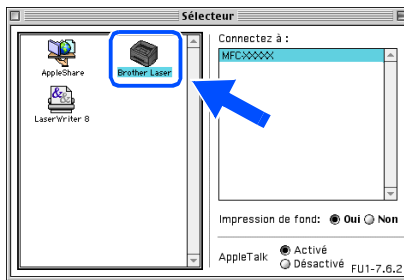 Sélecteur
AppleShare
Brother Laser
LaserWriter 8
Connectez à :
MFC-XXXX
Impression de fond: Oui Non
AppleTalk
Activé
Désactivé
FU1-7.6.2